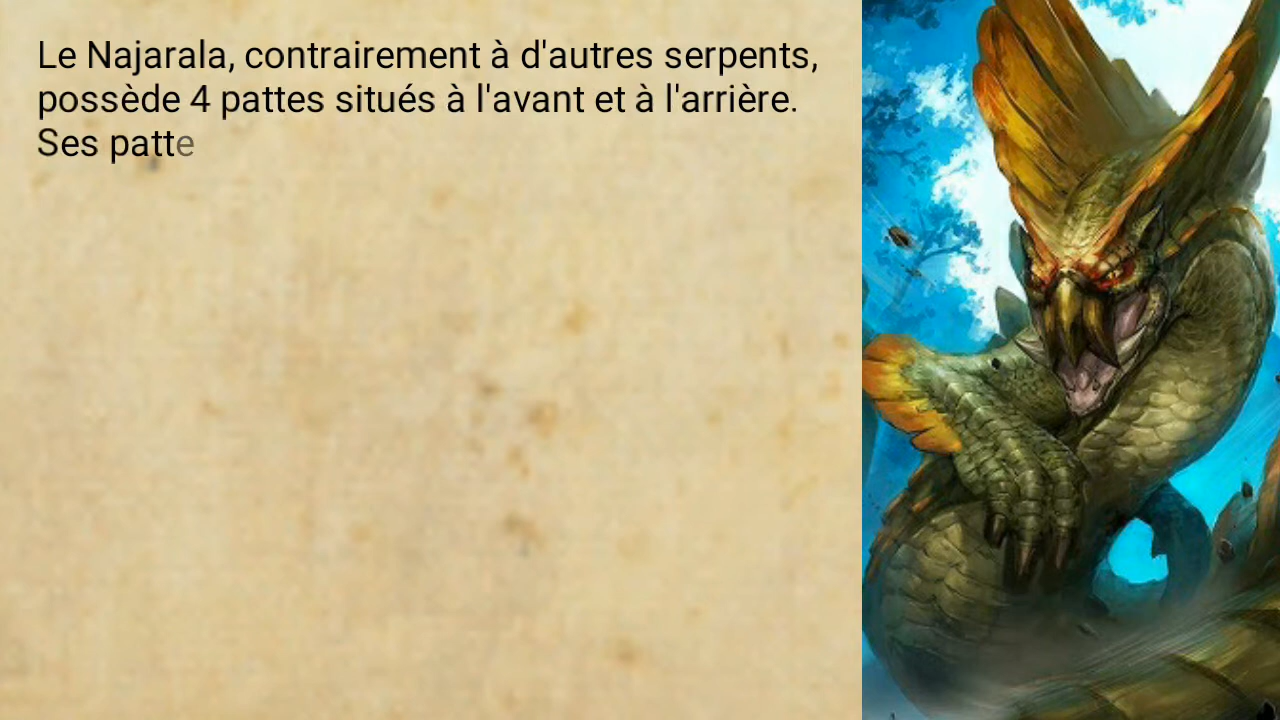 Le Najarala, contrairement à d'autres serpents,
possède 4 pattes situés à l'avant et à l'arrière.
Ses patte